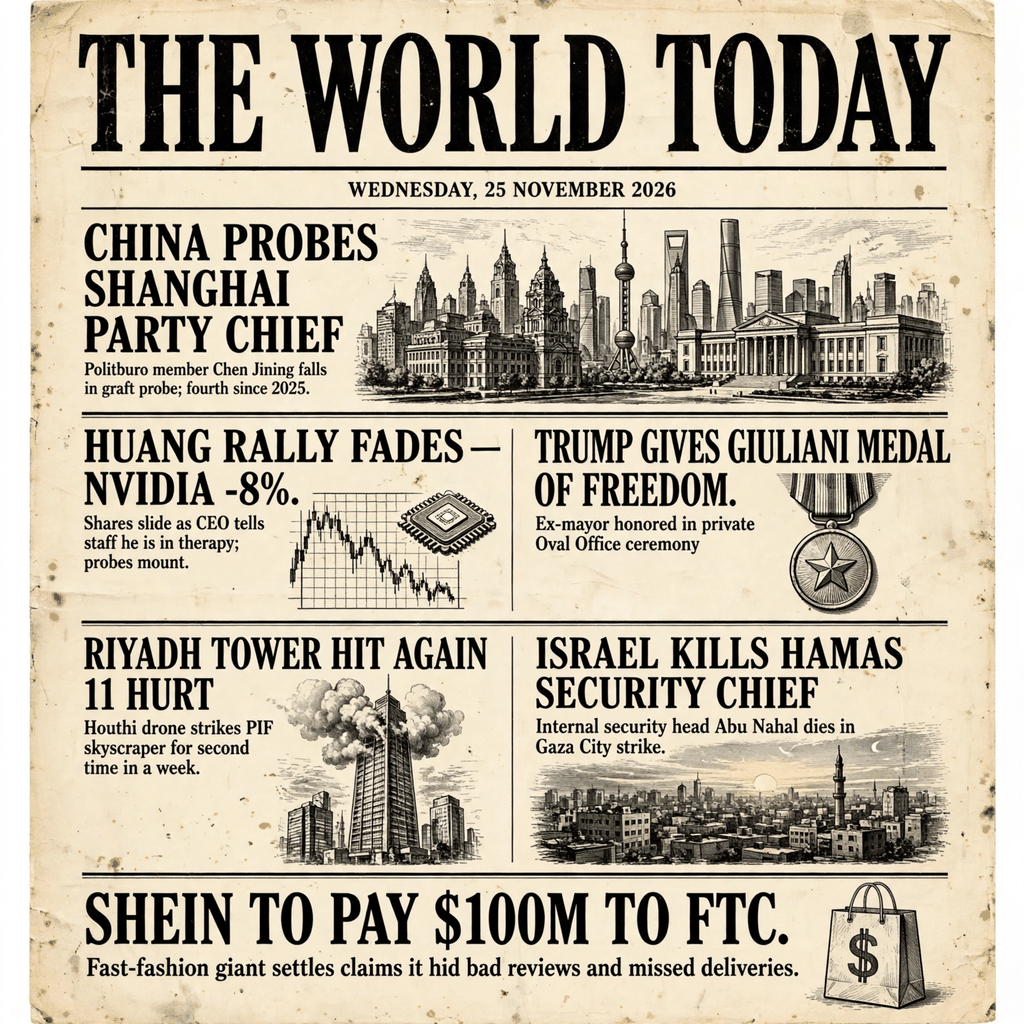 THE WORLD TODAY
WEDNESDAY, 25 NOVEMBER 2026
CHINA PROBES
SHANGHAI
PARTY CHIEF
Politburo member Chen Jining falls
in graft probe; fourth since 2025.
HUANG RALLY FADES —
NVIDIA -8%.
Shares slide as CEO tells
staff he is in therapy;
probes mount.
TRUMP GIVES GIULIANI MEDAL
OF FREEDOM.
Ex-mayor honored in private
Oval Office ceremony
RIYADH TOWER HIT AGAIN
11 HURT
Houthi drone strikes PIF
skyscraper for second
time in a week.
ISRAEL KILLS HAMAS
SECURITY CHIEF
Internal security head Abu Nahal dies in
Gaza City strike.
SHEIN TO PAY $100M TO FTC.
Fast-fashion giant settles claims it hid bad reviews and missed deliveries.
$